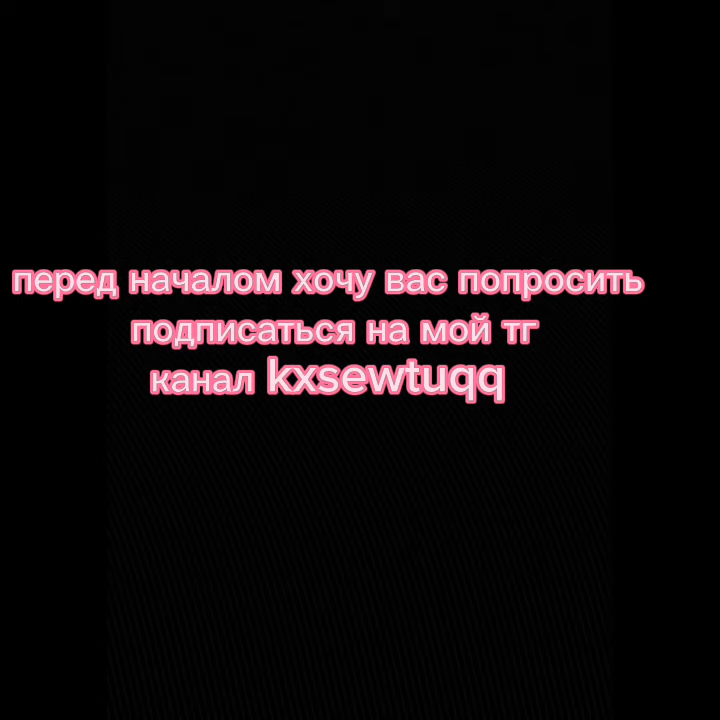 перед началом хочу вас попросить
подписаться на мой тг
канал kxsewtuqq